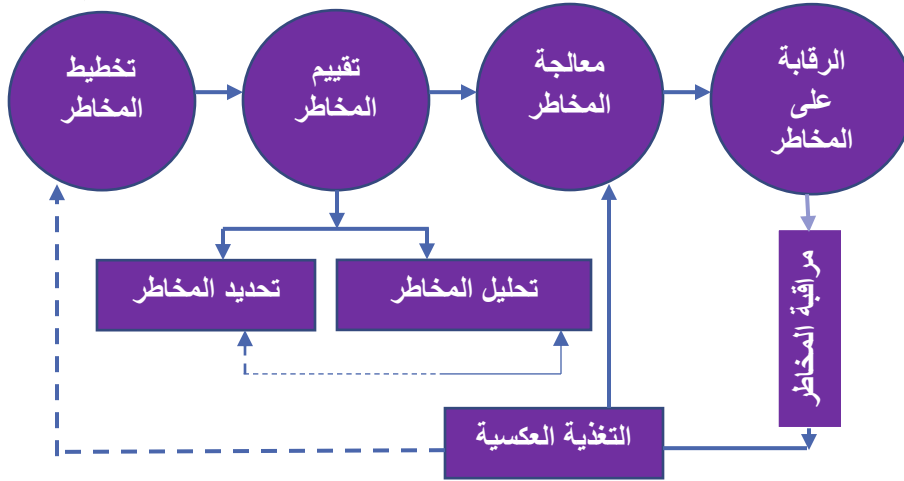 تخطيط
المخاطر
تقييم
المخاطر
معالجة
المخاطر
الرقابة
على
المخاطر
تحديد المخاطر
تحليل المخاطر
مراقبة المخاطر
التغذية العكسية